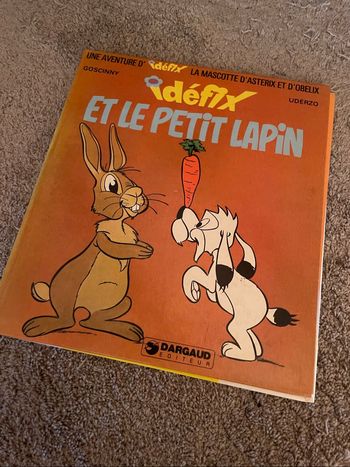 UNE AVENTURE D'idéfix LA MASCOTTE D'ASTERIX ET D'OBELIX
GOSCINNY
UDERZO
idéfix
ET LE PETIT LAPIN
DARGAUD
EDITEUR